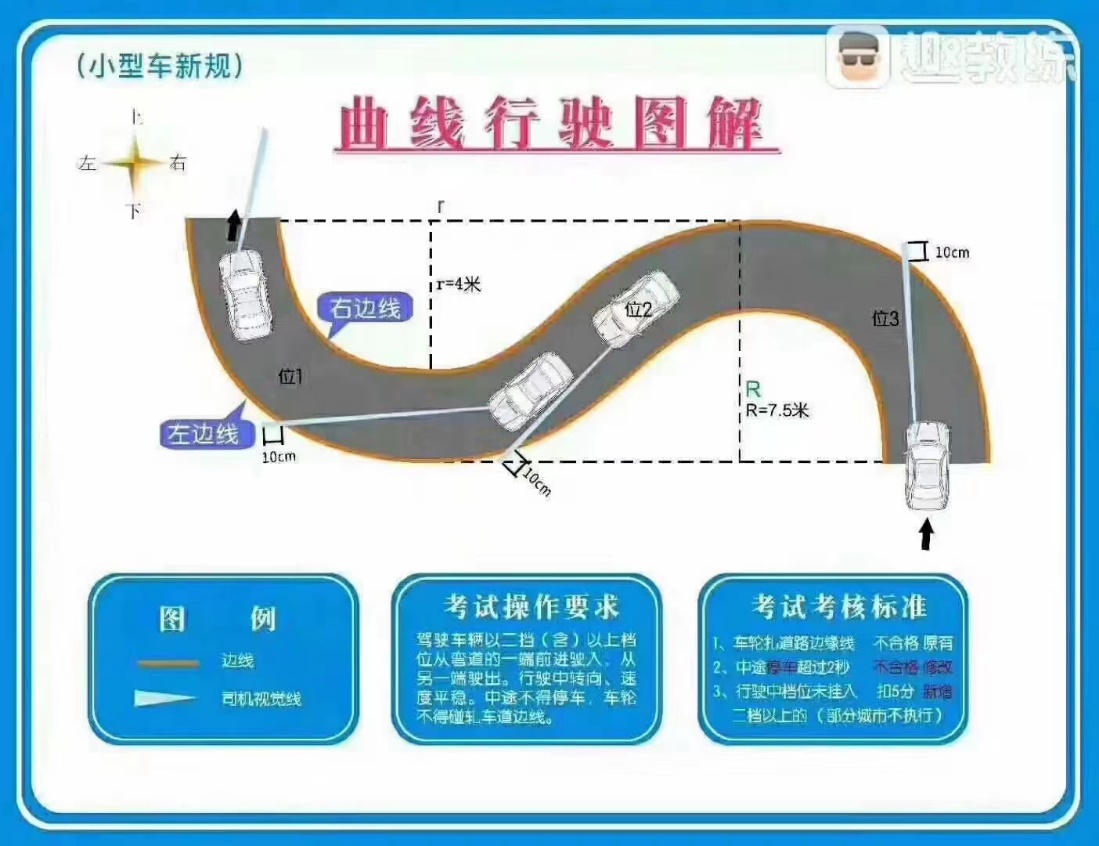 (小型车新规)
趣教练
曲线行驶图解
上
左 右
下
r
r=4米
右边线
10cm
位2
位3
位1
R
R=7.5米
左边线
10cm
10cm
图 例
边线
司机视觉线
考试操作要求
驾驶车辆以二挡（含）以上档
位从弯道的一端前进驶入，从
另一端驶出。行驶中转向、速
度平稳。中途不得停车，车轮
不得碰轧车道边线。
考试考核标准
1、车轮扎道路边缘线 不合格 原有
2、中途停车超过2秒 不合格 修改
3、行驶中档位未挂入 扣5分 新增
二档以上的（部分城市不执行）